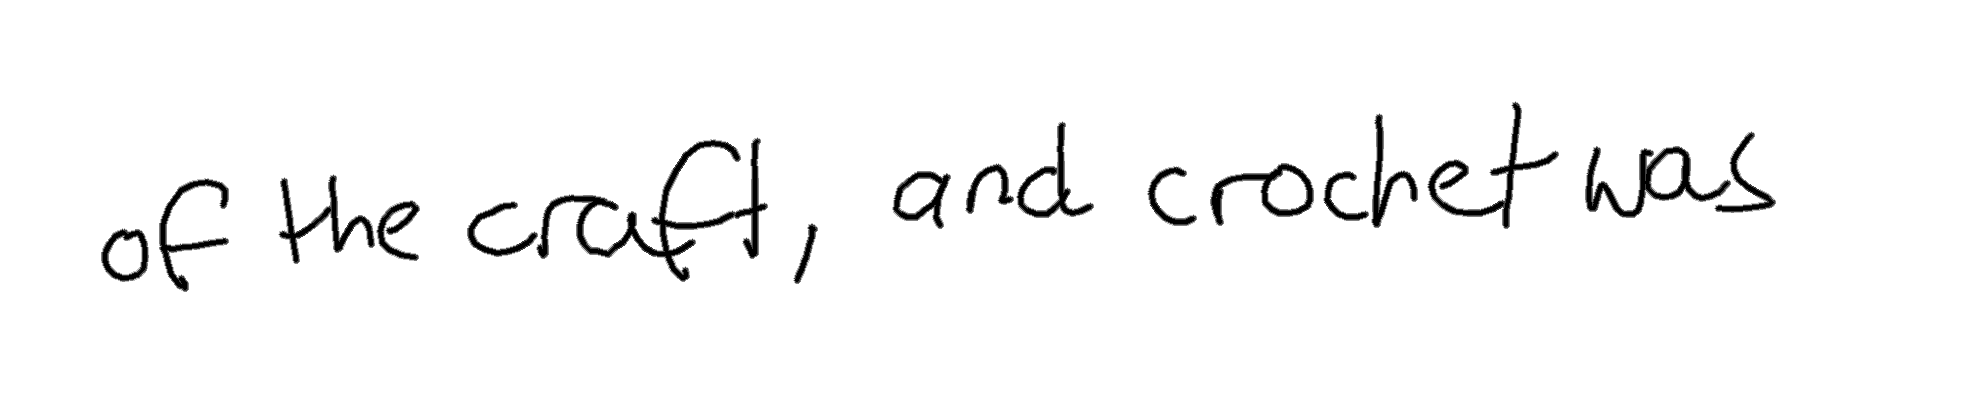 of the craft, and crochet was